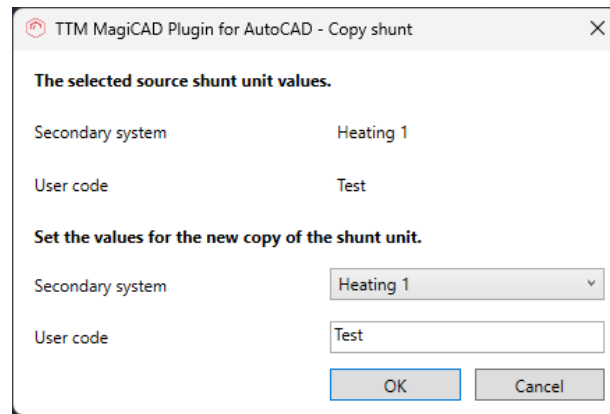 TTM MagiCAD Plugin for AutoCAD - Copy shunt
The selected source shunt unit values.
Secondary system Heating 1
User code Test
Set the values for the new copy of the shunt unit.
Secondary system Heating 1
User code Test
OK Cancel